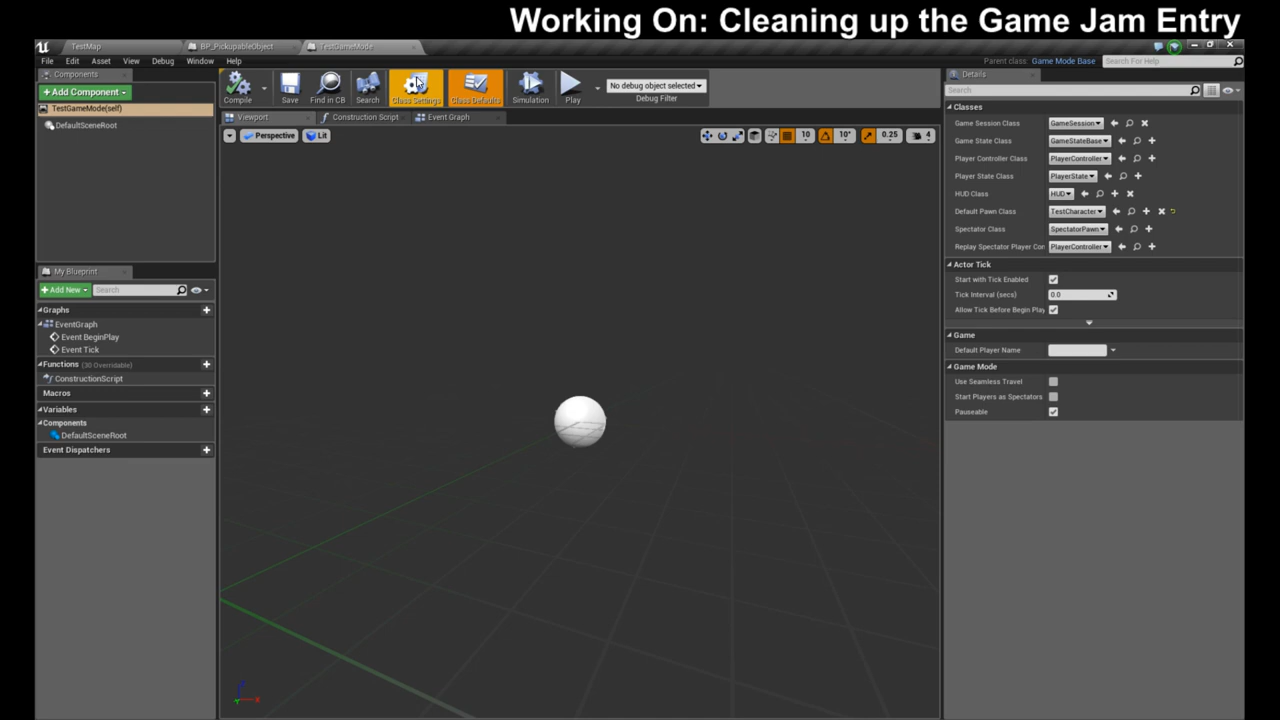 Working On: Cleaning up the Game Jam Entry
TestMap
BP_PickupableObject
TestGameMode
File Edit Asset View Debug Window Help
Parent class: Game Mode Base
Search For Help
Components
+Add Component
Compile
Save
Find in CB
Search
Class Settings
Class Defaults
Simulation
Play
No debug object selected
Debug Filter
TestGameMode(self)
DefaultSceneRoot
Viewport
Construction Script
Event Graph
Perspective
Lit
10
10°
0.25
4
My Blueprint
+Add New
Search
Graphs
EventGraph
Event BeginPlay
Event Tick
Functions (30 Overridable)
ConstructionScript
Macros
Variables
Components
DefaultSceneRoot
Event Dispatchers
Details
Search
Classes
Game Session Class GameSession
Game State Class GameStateBase
Player Controller Class PlayerController
Player State Class PlayerState
HUD Class HUD
Default Pawn Class TestCharacter
Spectator Class SpectatorPawn
Replay Spectator Player Con PlayerController
Actor Tick
Start with Tick Enabled
Tick Interval (secs) 0.0
Allow Tick Before Begin Play
Game
Default Player Name
Game Mode
Use Seamless Travel
Start Players as Spectators
Pauseable